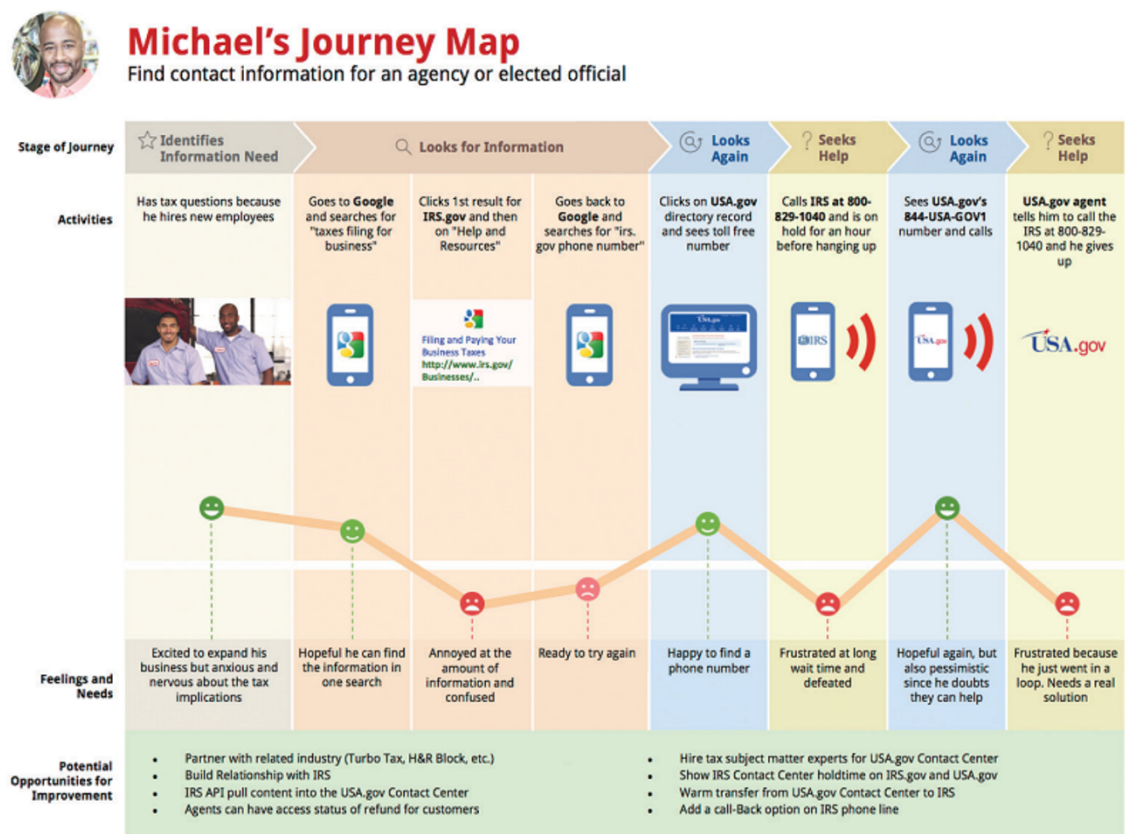 Michael's Journey Map
Find contact information for an agency or elected official
Stage of Journey
Identifies
Information Need
Looks for Information
Looks
Again
Seeks
Help
Looks
Again
Seeks
Help
Activities
Has tax questions because
he hires new employees
Goes to Google
and searches for
"taxes filing for
business"
Clicks 1st result for
IRS.gov and then
on "Help and
Resources"
Goes back to
Google and
searches for "irs.
gov phone number"
Clicks on USA.gov
directory record
and sees toll free
number
Calls IRS at 800-
829-1040 and is on
hold for an hour
before hanging up
Sees USA.gov's
844-USA-GOV1
number and calls
USA.gov agent
tells him to call the
IRS at 800-829-
1040 and he gives
up
Filing and Paying Your
Business Taxes
http://www.irs.gov/
Businesses/..
USA.gov
IRS
USA.gov
USA.gov
Feelings and
Needs
Excited to expand his
business but anxious and
nervous about the tax
implications
Hopeful he can find
the information in
one search
Annoyed at the
amount of
information and
confused
Ready to try again
Happy to find a
phone number
Frustrated at long
wait time and
defeated
Hopeful again, but
also pessimistic
since he doubts
they can help
Frustrated because
he just went in a
loop. Needs a real
solution
Potential
Opportunities for
Improvement
• Partner with related industry (Turbo Tax, H&R Block, etc.)
• Build Relationship with IRS
• IRS API pull content into the USA.gov Contact Center
• Agents can have access status of refund for customers
• Hire tax subject matter experts for USA.gov Contact Center
• Show IRS Contact Center holdtime on IRS.gov and USA.gov
• Warm transfer from USA.gov Contact Center to IRS
• Add a call-Back option on IRS phone line